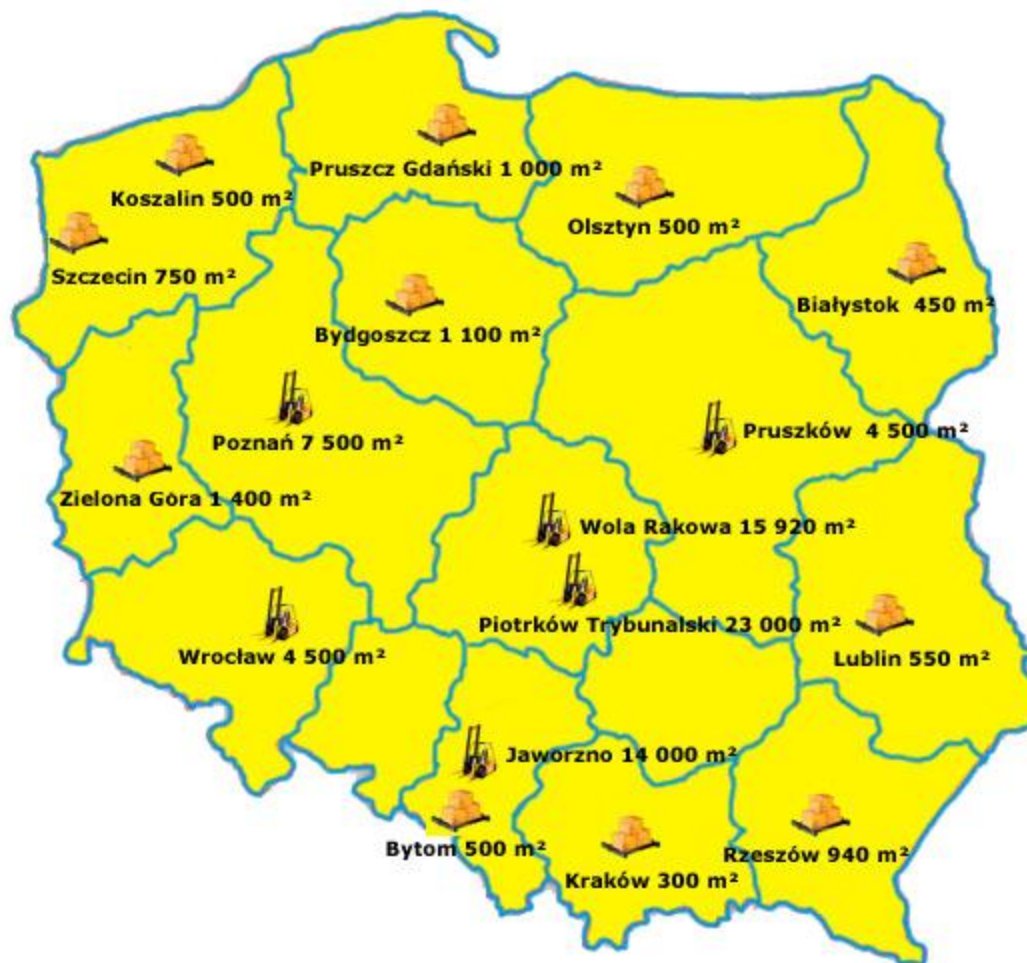 Pruszcz Gdański 1 000 m²
Koszalin 500 m²
Olsztyn 500 m²
Szczecin 750 m²
Białystok  450 m²
Bydgoszcz 1 100 m²
Pruszków  4 500 m²
Poznań 7 500 m²
Zielona Góra 1 400 m²
Wola Rakowa 15 920 m²
Piotrków Trybunalski 23 000 m²
Wrocław 4 500 m²
Lublin 550 m²
Jaworzno 14 000 m²
Bytom 500 m²
Rzeszów 940 m²
Kraków 300 m²